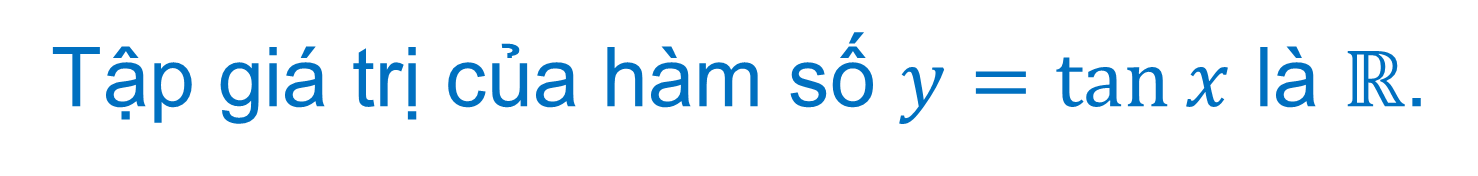 Tập giá trị của hàm số y = tan x là ℝ.